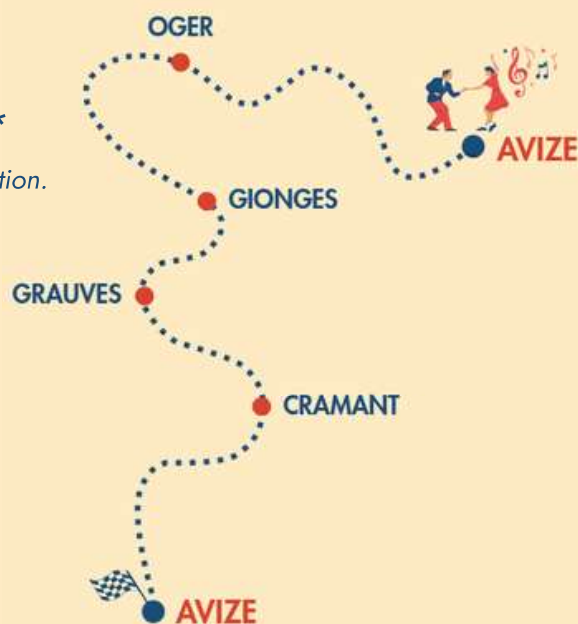 OGER
*
AVIZE
tion.
GIONGES
GRAUVES
CRAMANT
AVIZE